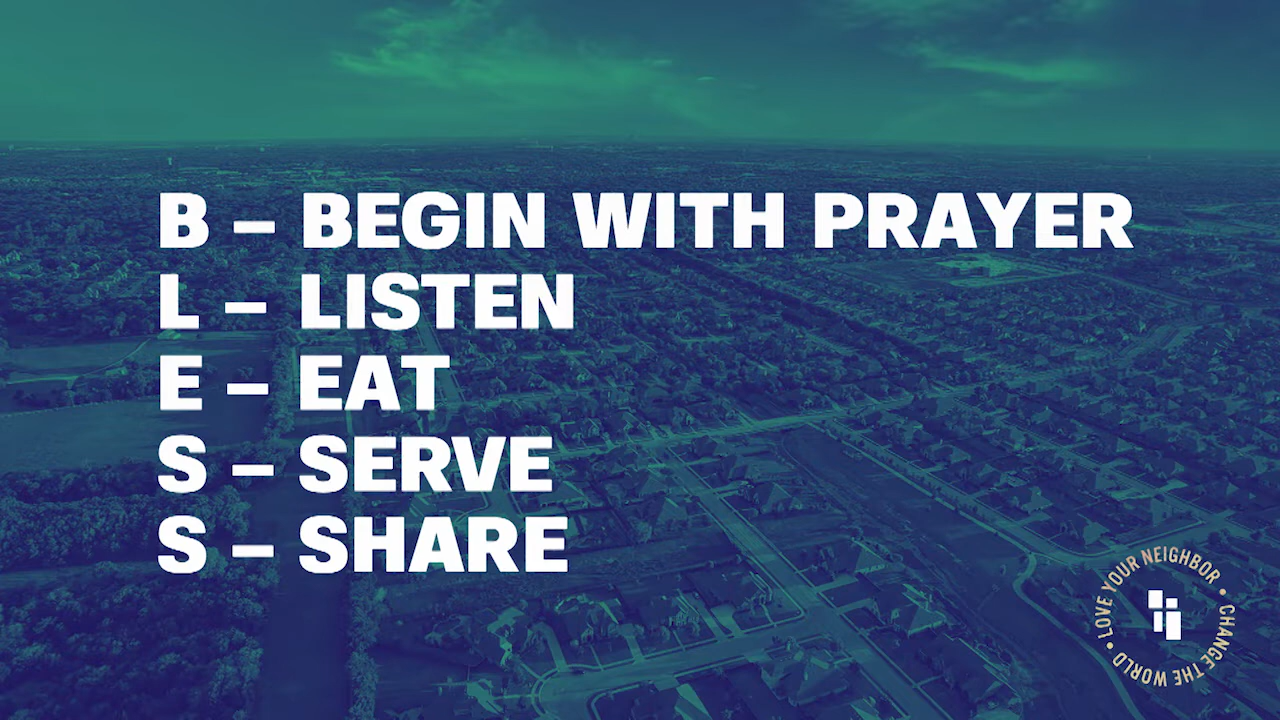 B – BEGIN WITH PRAYER
L – LISTEN
E – EAT
S – SERVE
S – SHARE
LOVE YOUR NEIGHBOR • CHANGE THE WORLD •